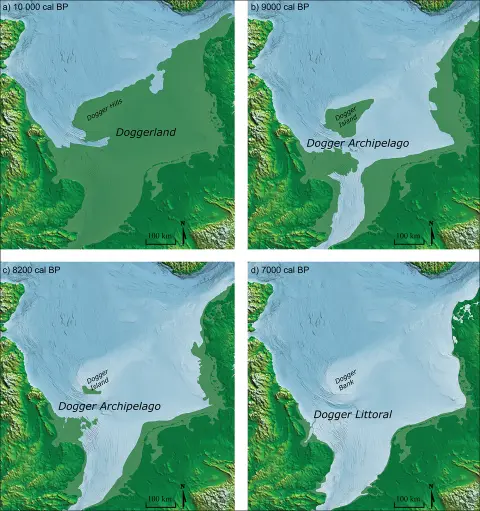 a) 10 000 cal BP
Dogger Hills
Doggerland
100 km
N
b) 9000 cal BP
Dogger
Island
Dogger Archipelago
100 km
N
c) 8200 cal BP
Dogger
Island
Dogger Archipelago
100 km
N
d) 7000 cal BP
Dogger
Bank
Dogger Littoral
100 km
N